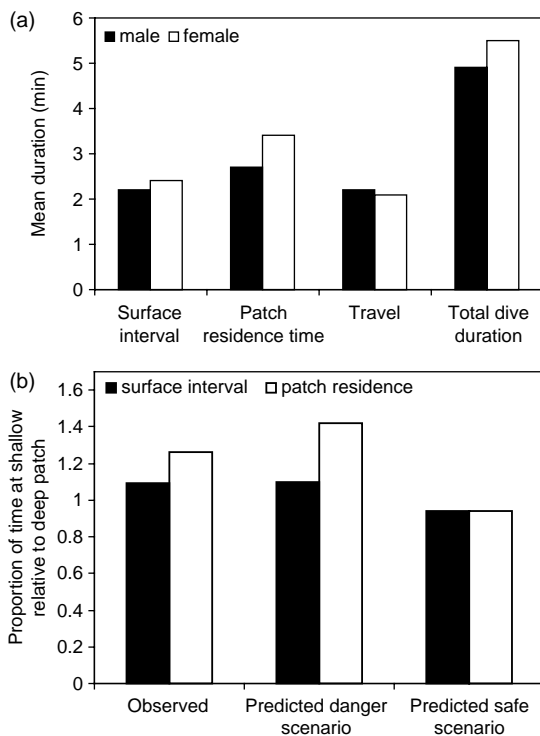 (a)
male female
Mean duration (min)
6
5
4
3
2
1
0
Surface interval
Patch residence time
Travel
Total dive duration
(b)
surface interval patch residence
Proportion of time at shallow
relative to deep patch
1.6
1.4
1.2
1
0.8
0.6
0.4
0.2
0
Observed
Predicted danger scenario
Predicted safe scenario